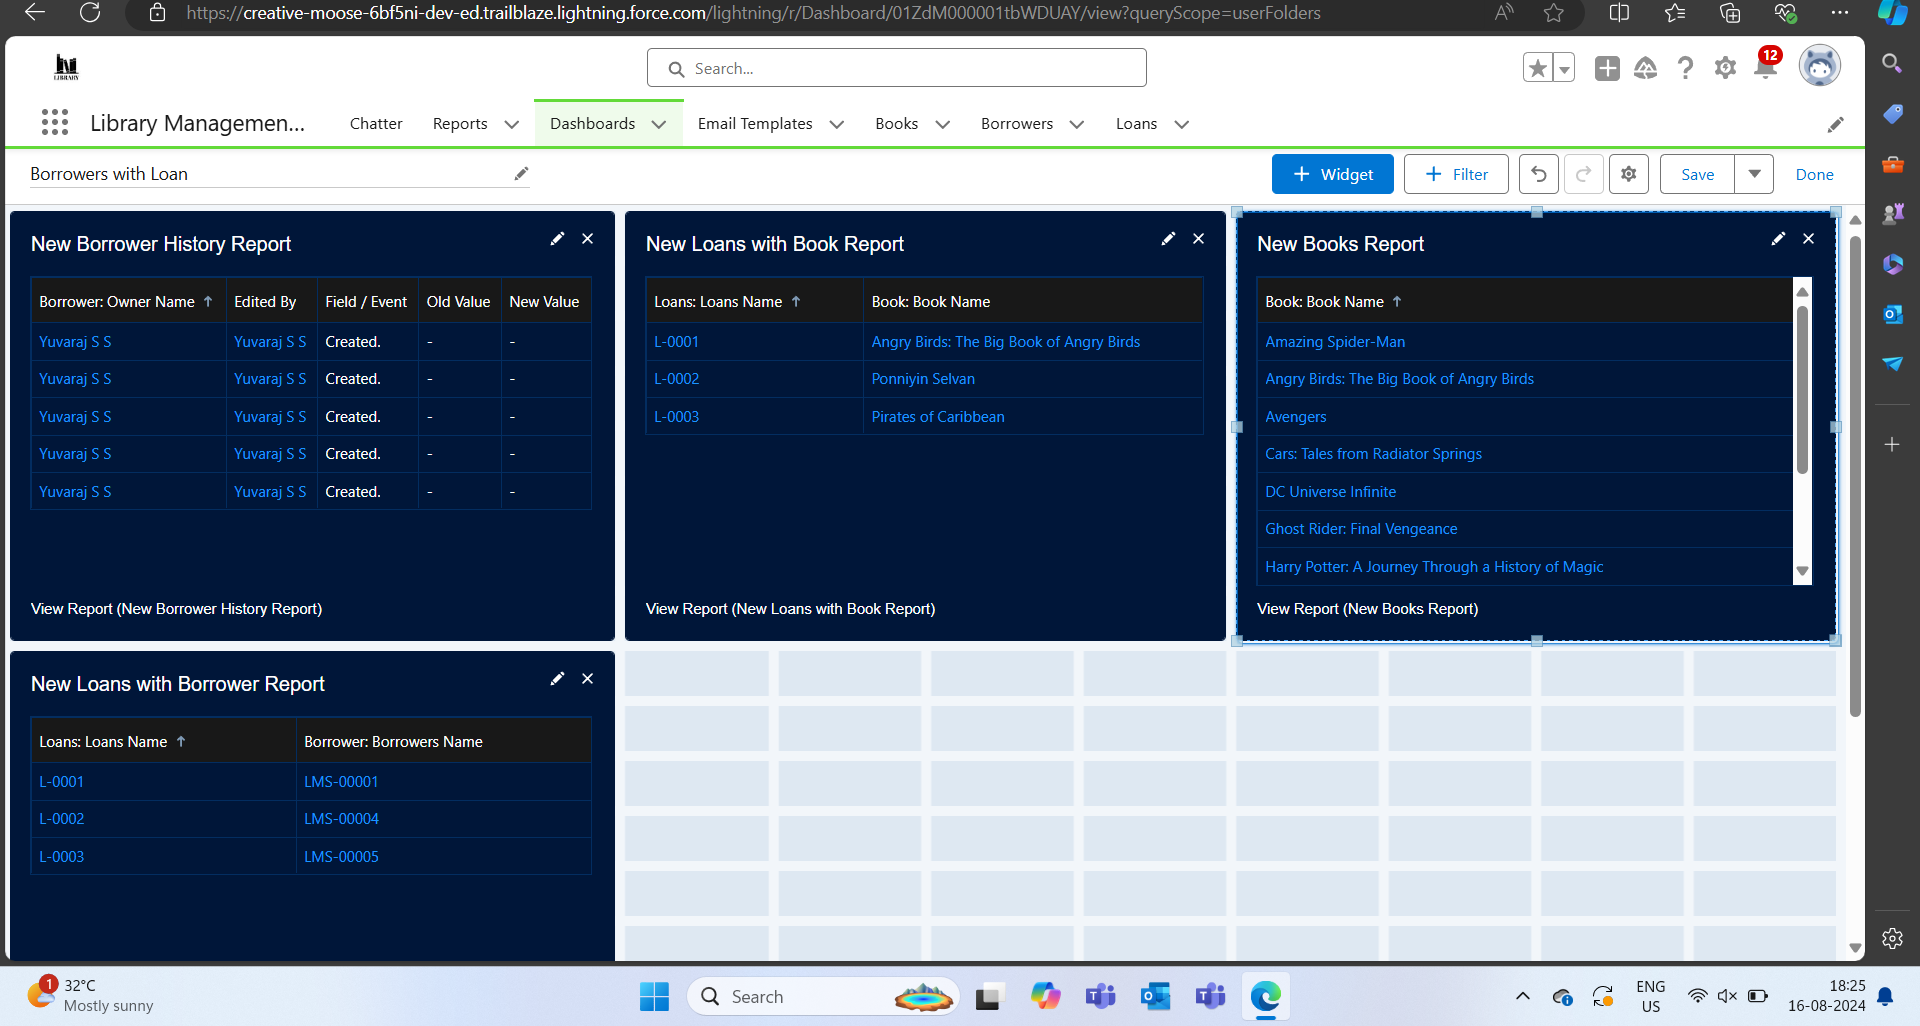 https://creative-moose-6bf5ni-dev-ed.trailblaze.lightning.force.com/lightning/r/Dashboard/01ZdM000001tbWDUAY/view?queryScope=userFolders
LIBRARY
Search...
12
Library Managemen...
Chatter
Reports
Dashboards
Email Templates
Books
Borrowers
Loans
Borrowers with Loan
+ Widget
+ Filter
Save
Done
New Borrower History Report
Borrower: Owner Name ↑ Edited By Field / Event Old Value New Value
Yuvaraj S S Yuvaraj S S Created. - -
Yuvaraj S S Yuvaraj S S Created. - -
Yuvaraj S S Yuvaraj S S Created. - -
Yuvaraj S S Yuvaraj S S Created. - -
Yuvaraj S S Yuvaraj S S Created. - -
View Report (New Borrower History Report)
New Loans with Book Report
Loans: Loans Name ↑ Book: Book Name
L-0001 Angry Birds: The Big Book of Angry Birds
L-0002 Ponniyin Selvan
L-0003 Pirates of Caribbean
View Report (New Loans with Book Report)
New Books Report
Book: Book Name ↑
Amazing Spider-Man
Angry Birds: The Big Book of Angry Birds
Avengers
Cars: Tales from Radiator Springs
DC Universe Infinite
Ghost Rider: Final Vengeance
Harry Potter: A Journey Through a History of Magic
View Report (New Books Report)
New Loans with Borrower Report
Loans: Loans Name ↑ Borrower: Borrowers Name
L-0001 LMS-00001
L-0002 LMS-00004
L-0003 LMS-00005
1
32°C
Mostly sunny
Search
ENG
US
18:25
16-08-2024